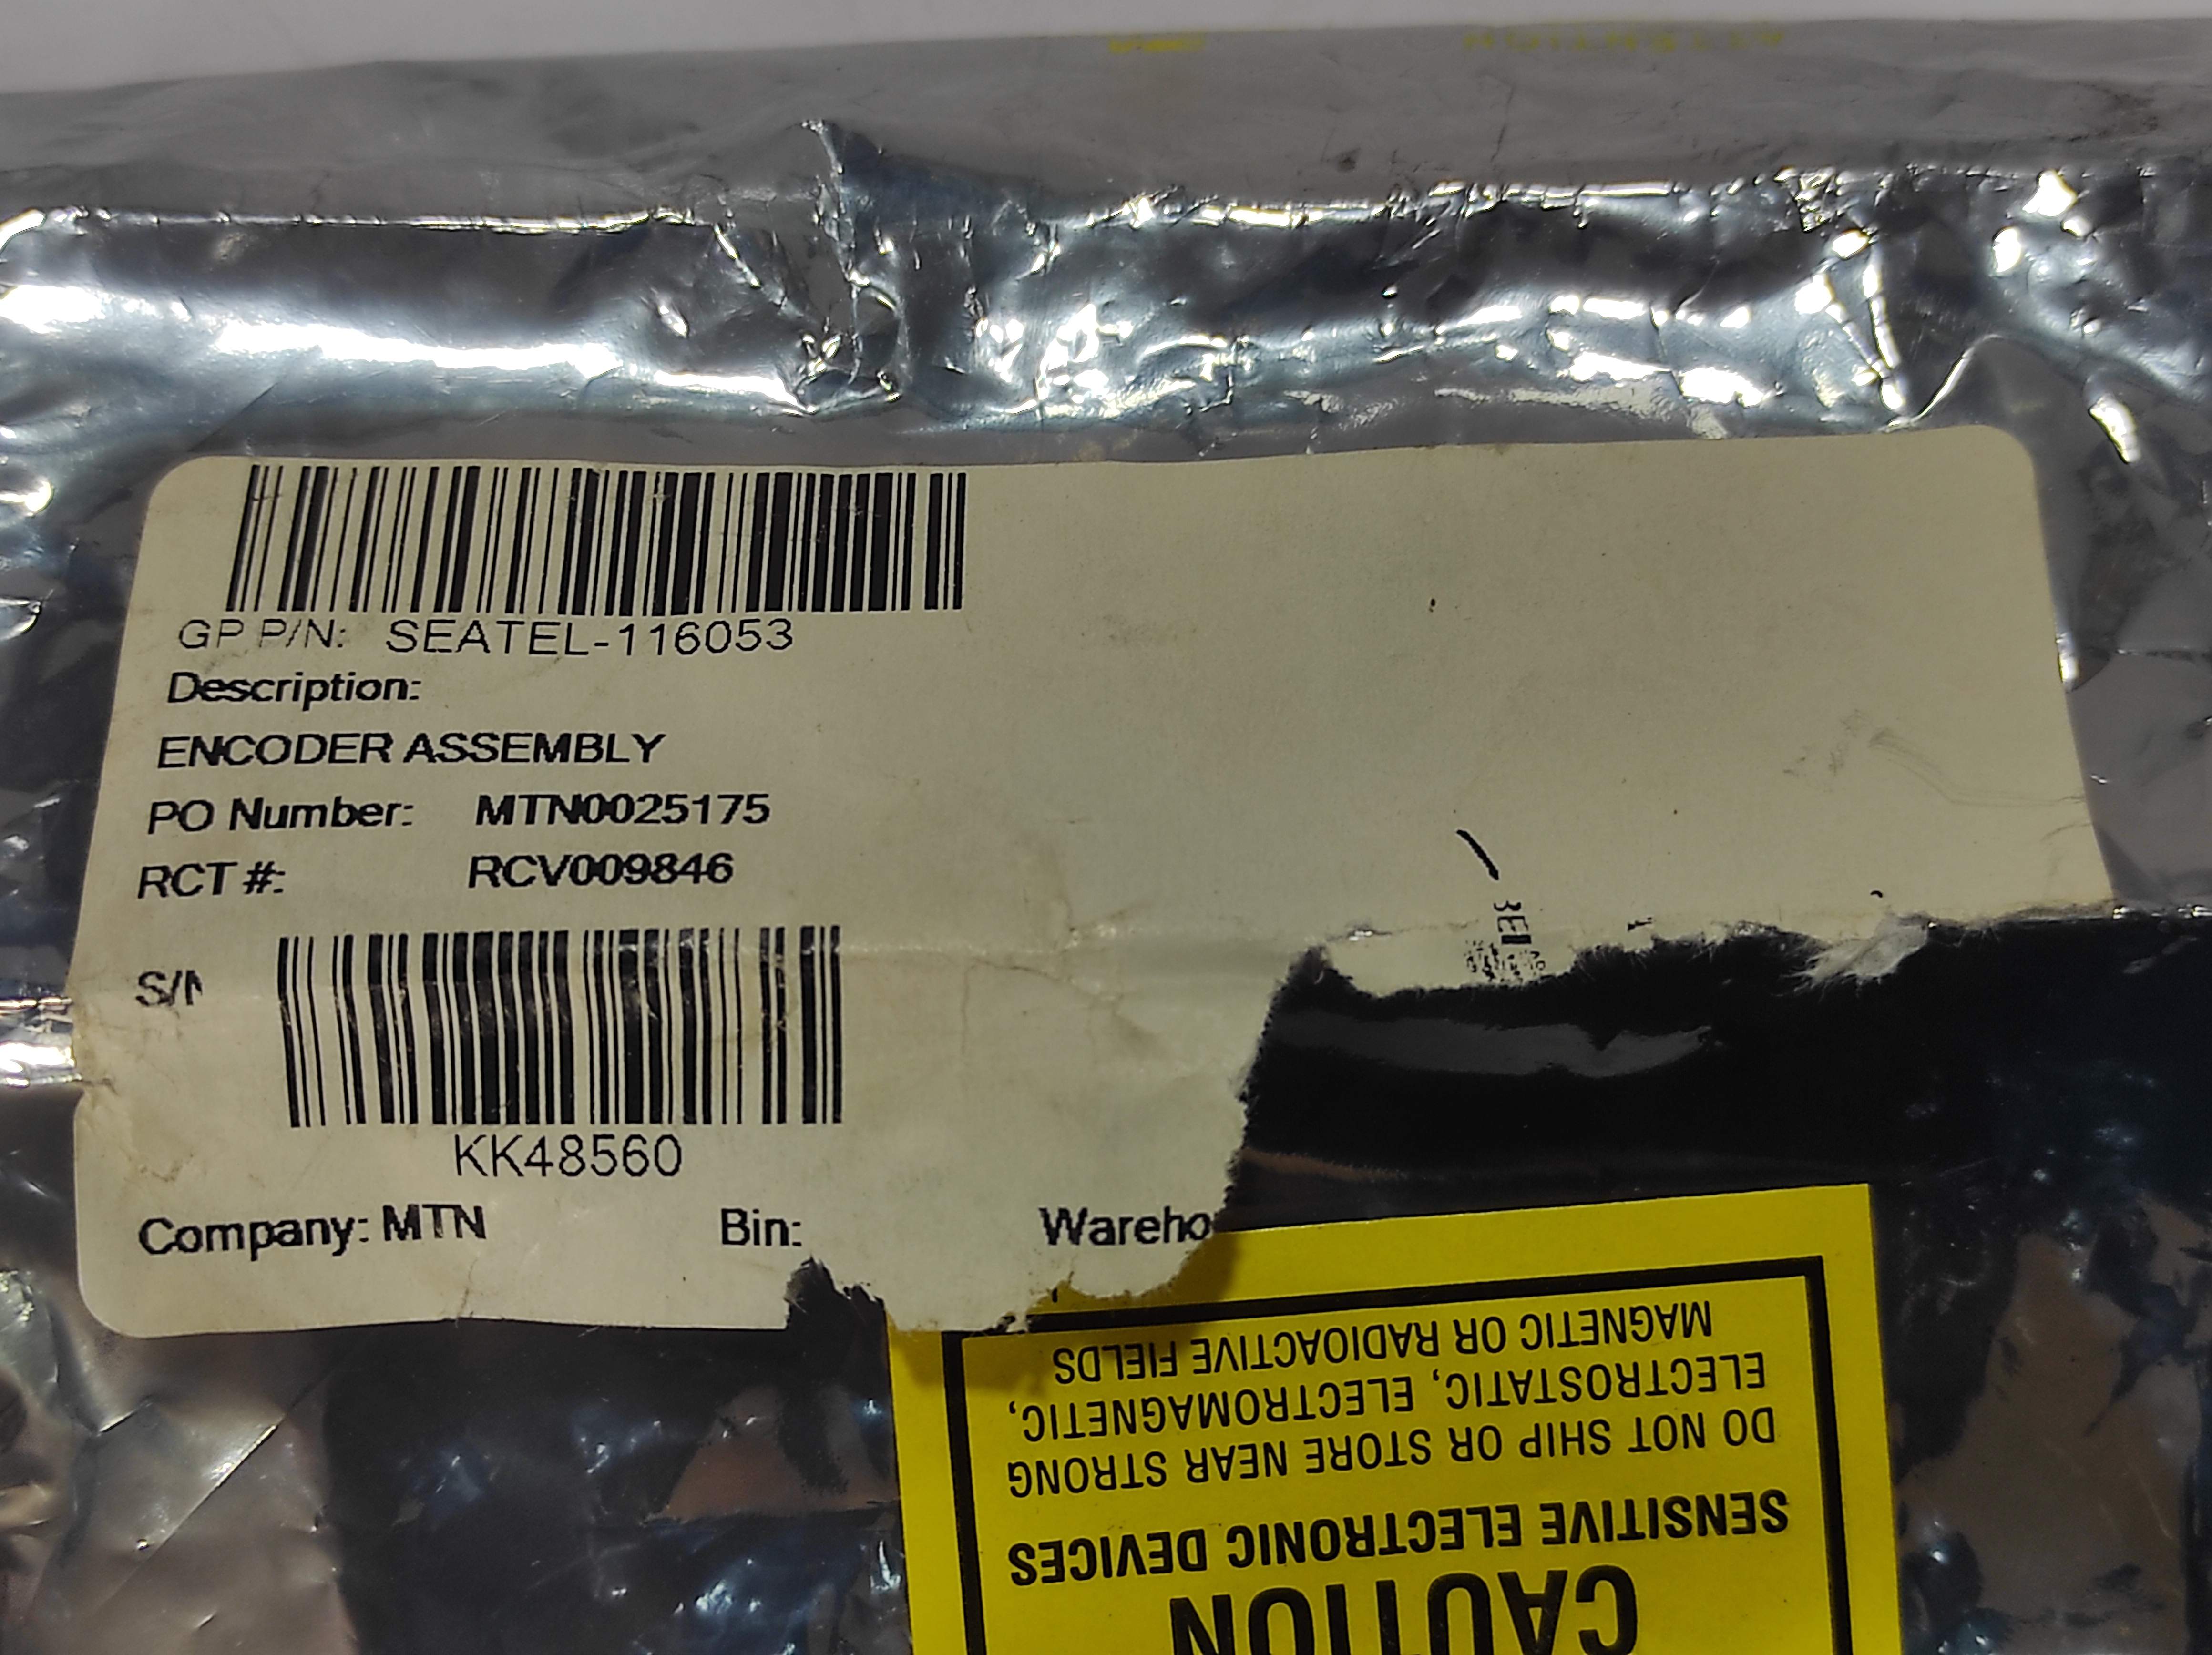 GP P/N: SEATEL-116053
Description:
ENCODER ASSEMBLY
PO Number: MTN0025175
RCT #: RCV009846
S/N
KK48560
Company: MTN Bin: Wareho
CAUTION
SENSITIVE ELECTRONIC DEVICES
DO NOT SHIP OR STORE NEAR STRONG
ELECTROSTATIC, ELECTROMAGNETIC,
MAGNETIC OR RADIOACTIVE FIELDS